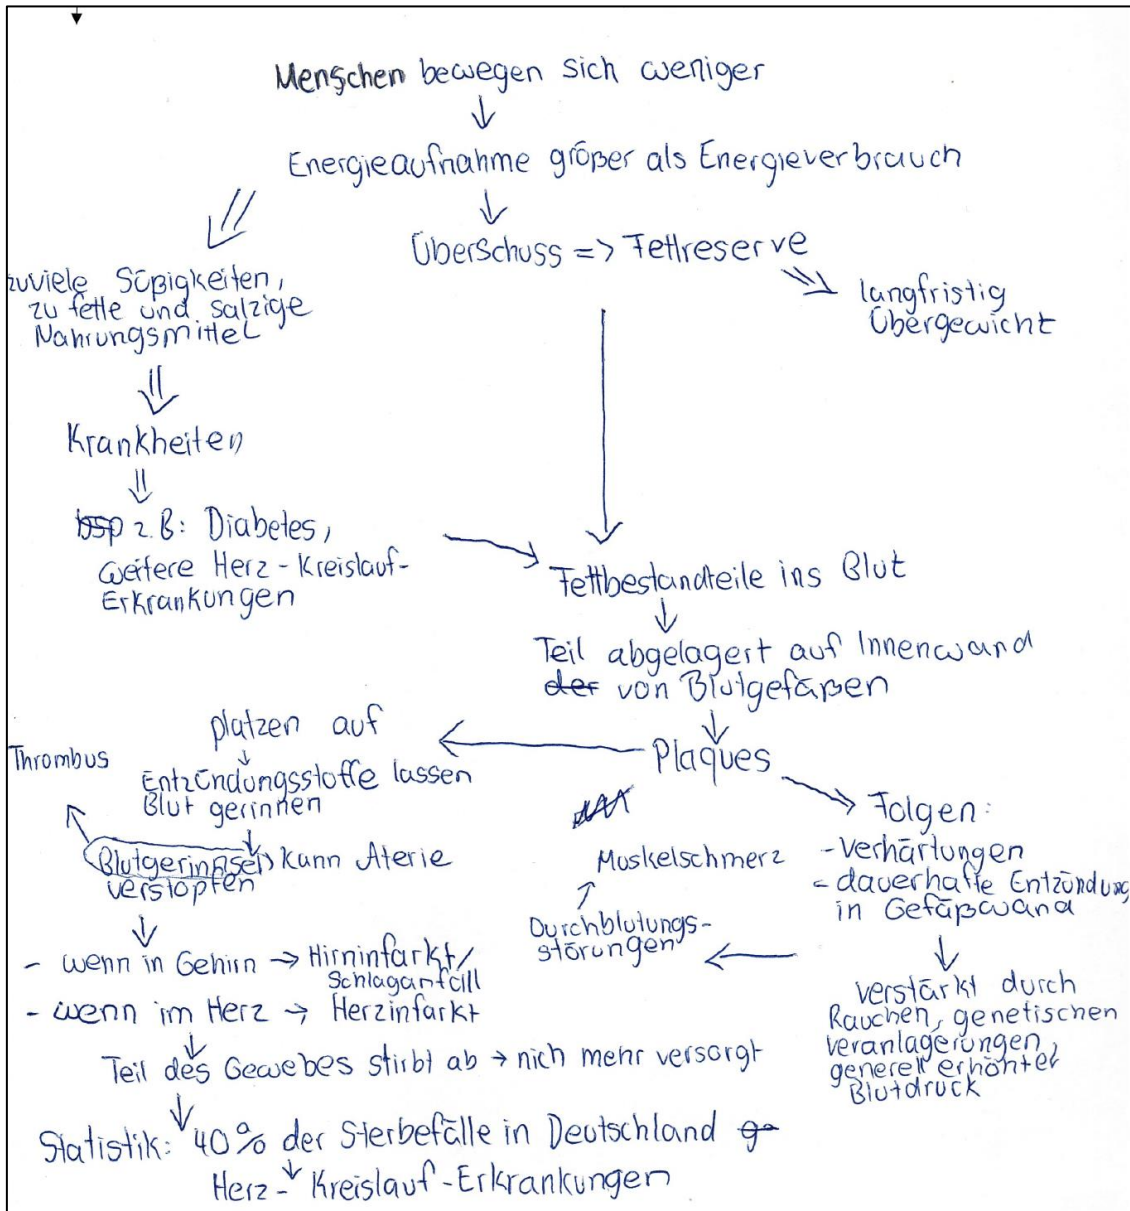 Menschen bewegen sich weniger
↓
Energieaufnahme größer als Energieverbrauch
⇓
↓
Überschuss => Fettreserve
zuviele Süßigkeiten,
zu fette und salzige
Nahrungsmittel
⇘ langfristig
Übergewicht
↓
⇓
Krankheiten
⇓
bsp z.B: Diabetes,
weitere Herz-Kreislauf-
Erkrankungen
→
Fettbestandteile ins Blut
↓
Teil abgelagert auf Innenwand
der von Blutgefäßen
↓
Plaques
←
platzen auf
↓
Entzündungsstoffe lassen
Blut gerinnen
↓
Blutgerinnsel kann Aterie
verstopfen
Thrombus
↓
- wenn in Gehirn → Hirninfarkt/
Schlaganfall
- wenn im Herz → Herzinfarkt
↓
Teil des Gewebes stirbt ab → nich mehr versorgt
↓
Statistik: 40% der Sterbefälle in Deutschland
↓
Herz-Kreislauf-Erkrankungen
Folgen:
- Verhärtungen
- dauerhafte Entzündung
in Gefäßwand
↓
verstärkt durch
Rauchen, genetischen
veranlagerungen,
generell erhöhter
Blutdruck
←
Durchblutungs-
störungen
↑
Muskelschmerz